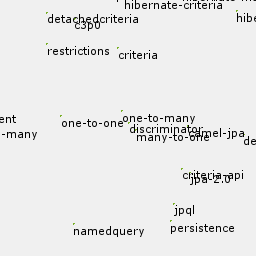 hibernate-criteria
detachedcriteria
hibe
c3p0
restrictions
criteria
one-to-many
ent
one-to-one
discriminator
camel-jpa
-many
many-to-one
de
criteria-api
jpa-2.0
jpql
persistence
namedquery